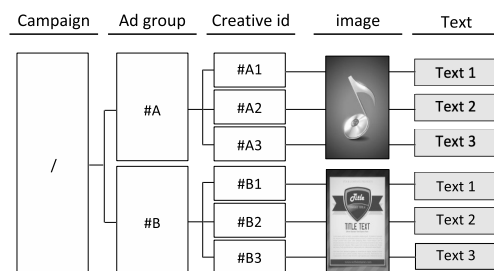 Campaign Ad group Creative id image Text
#A1 Text 1
#A #A2 Text 2
#A3 Text 3
/
#B1 Text 1
#B #B2 Title TITLE TEXT Text 2
#B3 Text 3